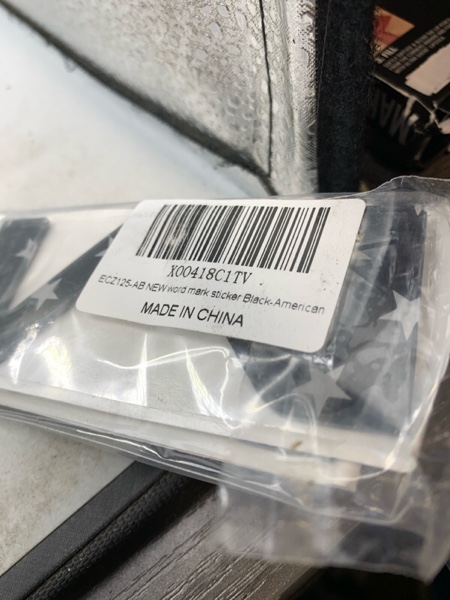 X00418C1TV
ECZ125-AB NEW word mark sticker Black-American
MADE IN CHINA